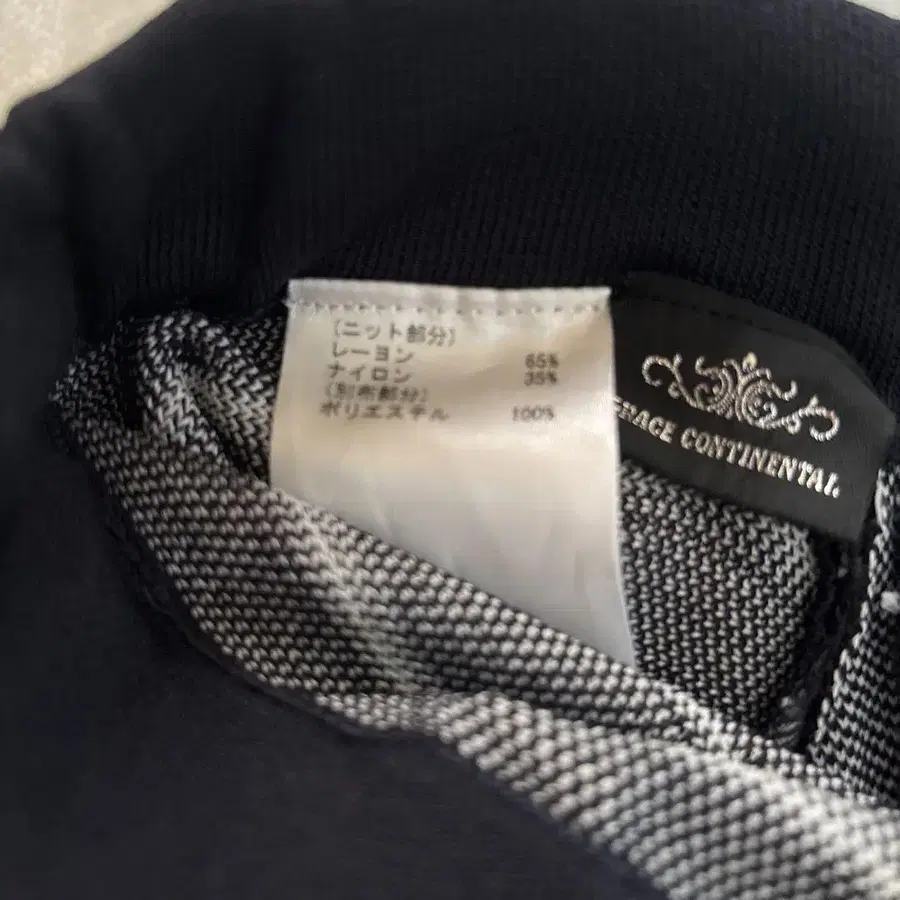 (ニット部分)
レーヨン 65%
ナイロン 35%
(別布部分)
ポリエステル 100%
CONTINENTAL